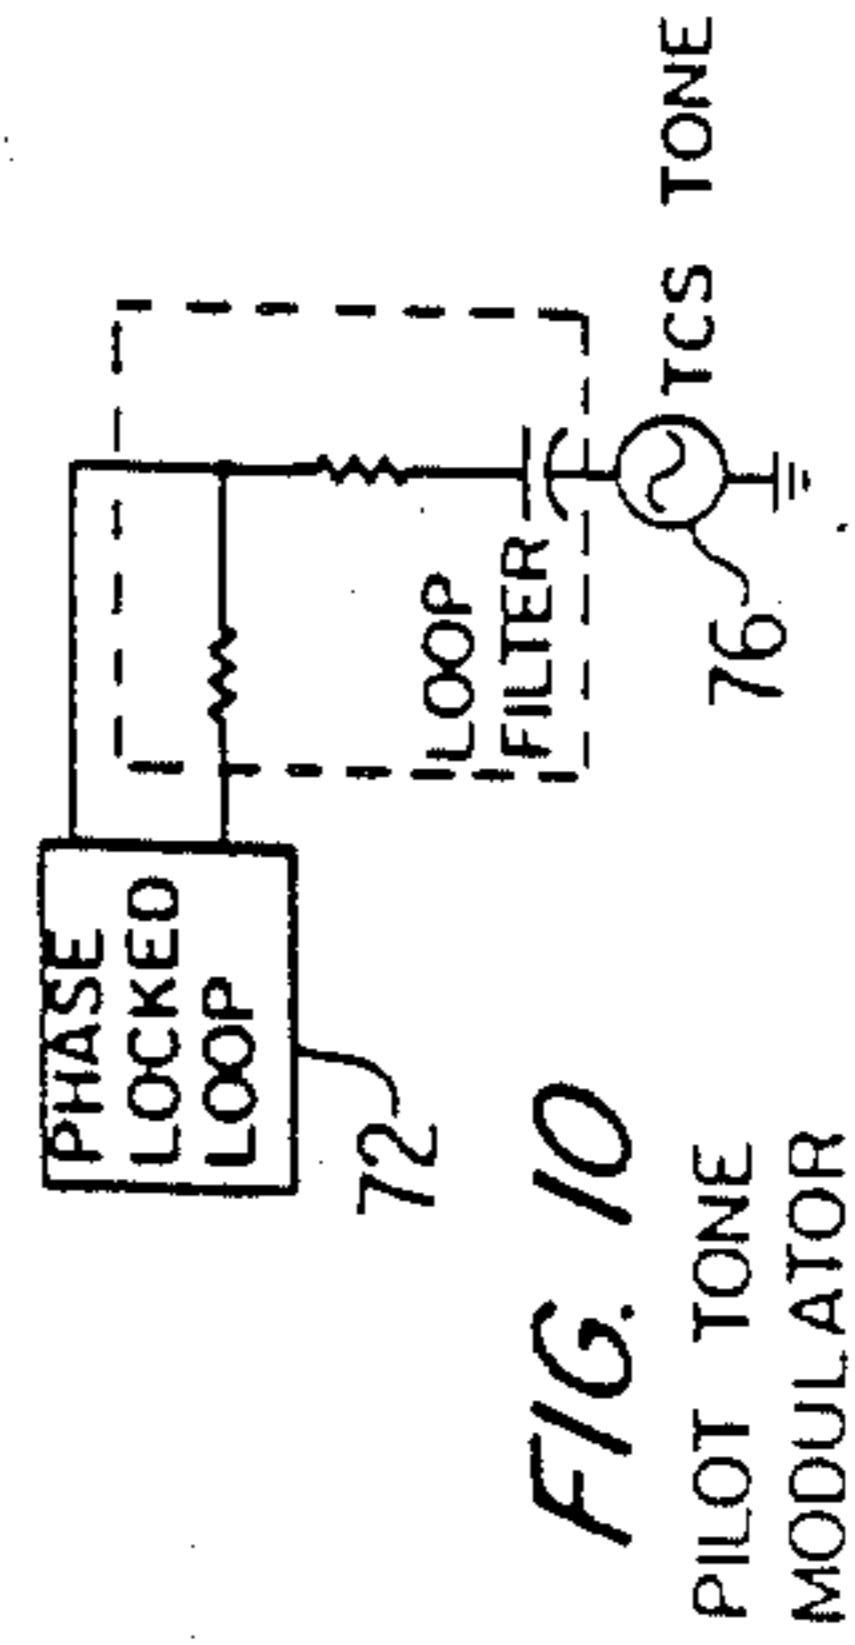 PHASE
LOCKED
LOOP
72
LOOP
FILTER
76
TCS TONE
FIG. 10
PILOT TONE
MODULATOR